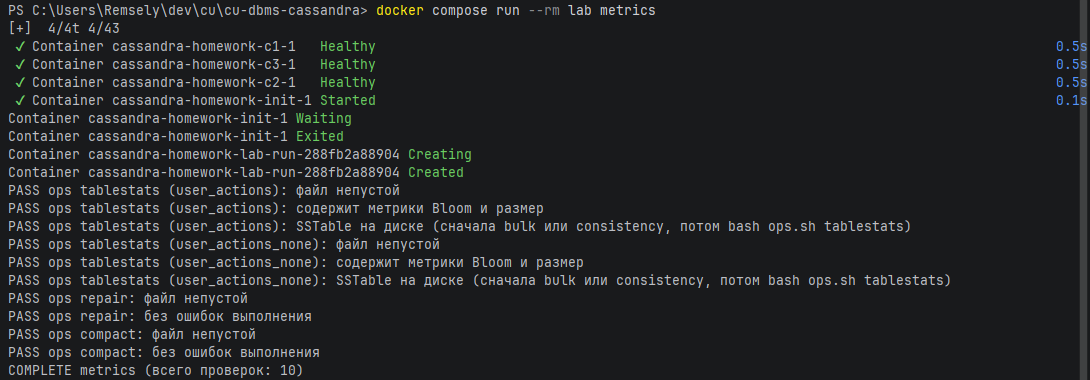 PS C:\Users\Remsely\dev\cu\cu-dbms-cassandra> docker compose run --rm lab metrics
[+]  4/4t 4/43
✓ Container cassandra-homework-c1-1   Healthy 0.5s
✓ Container cassandra-homework-c3-1   Healthy 0.5s
✓ Container cassandra-homework-c2-1   Healthy 0.5s
✓ Container cassandra-homework-init-1 Started 0.1s
Container cassandra-homework-init-1 Waiting
Container cassandra-homework-init-1 Exited
Container cassandra-homework-lab-run-288fb2a88904 Creating
Container cassandra-homework-lab-run-288fb2a88904 Created
PASS ops tablestats (user_actions): файл непустой
PASS ops tablestats (user_actions): содержит метрики Bloom и размер
PASS ops tablestats (user_actions): SSTable на диске (сначала bulk или consistency, потом bash ops.sh tablestats)
PASS ops tablestats (user_actions_none): файл непустой
PASS ops tablestats (user_actions_none): содержит метрики Bloom и размер
PASS ops tablestats (user_actions_none): SSTable на диске (сначала bulk или consistency, потом bash ops.sh tablestats)
PASS ops repair: файл непустой
PASS ops repair: без ошибок выполнения
PASS ops compact: файл непустой
PASS ops compact: без ошибок выполнения
COMPLETE metrics (всего проверок: 10)